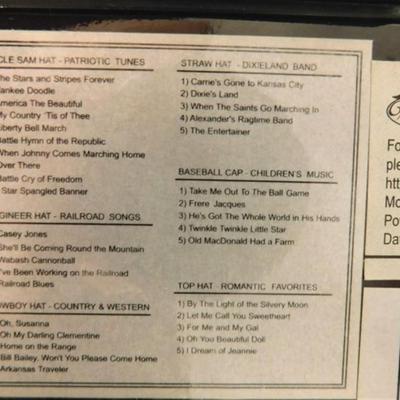 CLE SAM HAT - PATRIOTIC TUNES
he Stars and Stripes Forever
ankee Doodle
merica The Beautiful
My Country 'Tis of Thee
iberty Bell March
Battle Hymn of the Republic
When Johnny Comes Marching Home
Over There
Battle Cry of Freedom
Star Spangled Banner
GINEER HAT - RAILROAD SONGS
Casey Jones
She'll Be Coming Round the Mountain
Wabash Cannonball
I've Been Working on the Railroad
Railroad Blues
OWBOY HAT - COUNTRY & WESTERN
Oh, Susanna
Oh My Darling Clementine
Home on the Range
Bill Bailey, Won't You Please Come Home
Arkansas Traveler
STRAW HAT - DIXIELAND BAND
1) Carrie's Gone to Kansas City
2) Dixie's Land
3) When The Saints Go Marching In
4) Alexander's Ragtime Band
5) The Entertainer
BASEBALL CAP - CHILDREN'S MUSIC
1) Take Me Out To The Ball Game
2) Frere Jacques
3) He's Got The Whole World in His Hands
4) Twinkle Twinkle Little Star
5) Old MacDonald Had a Farm
TOP HAT - ROMANTIC FAVORITES
1) By The Light of the Silvery Moon
2) Let Me Call You Sweetheart
3) For Me and My Gal
4) Oh You Beautiful Doll
5) I Dream of Jeannie
Fo
ple
htt
Mo
Po
Dat